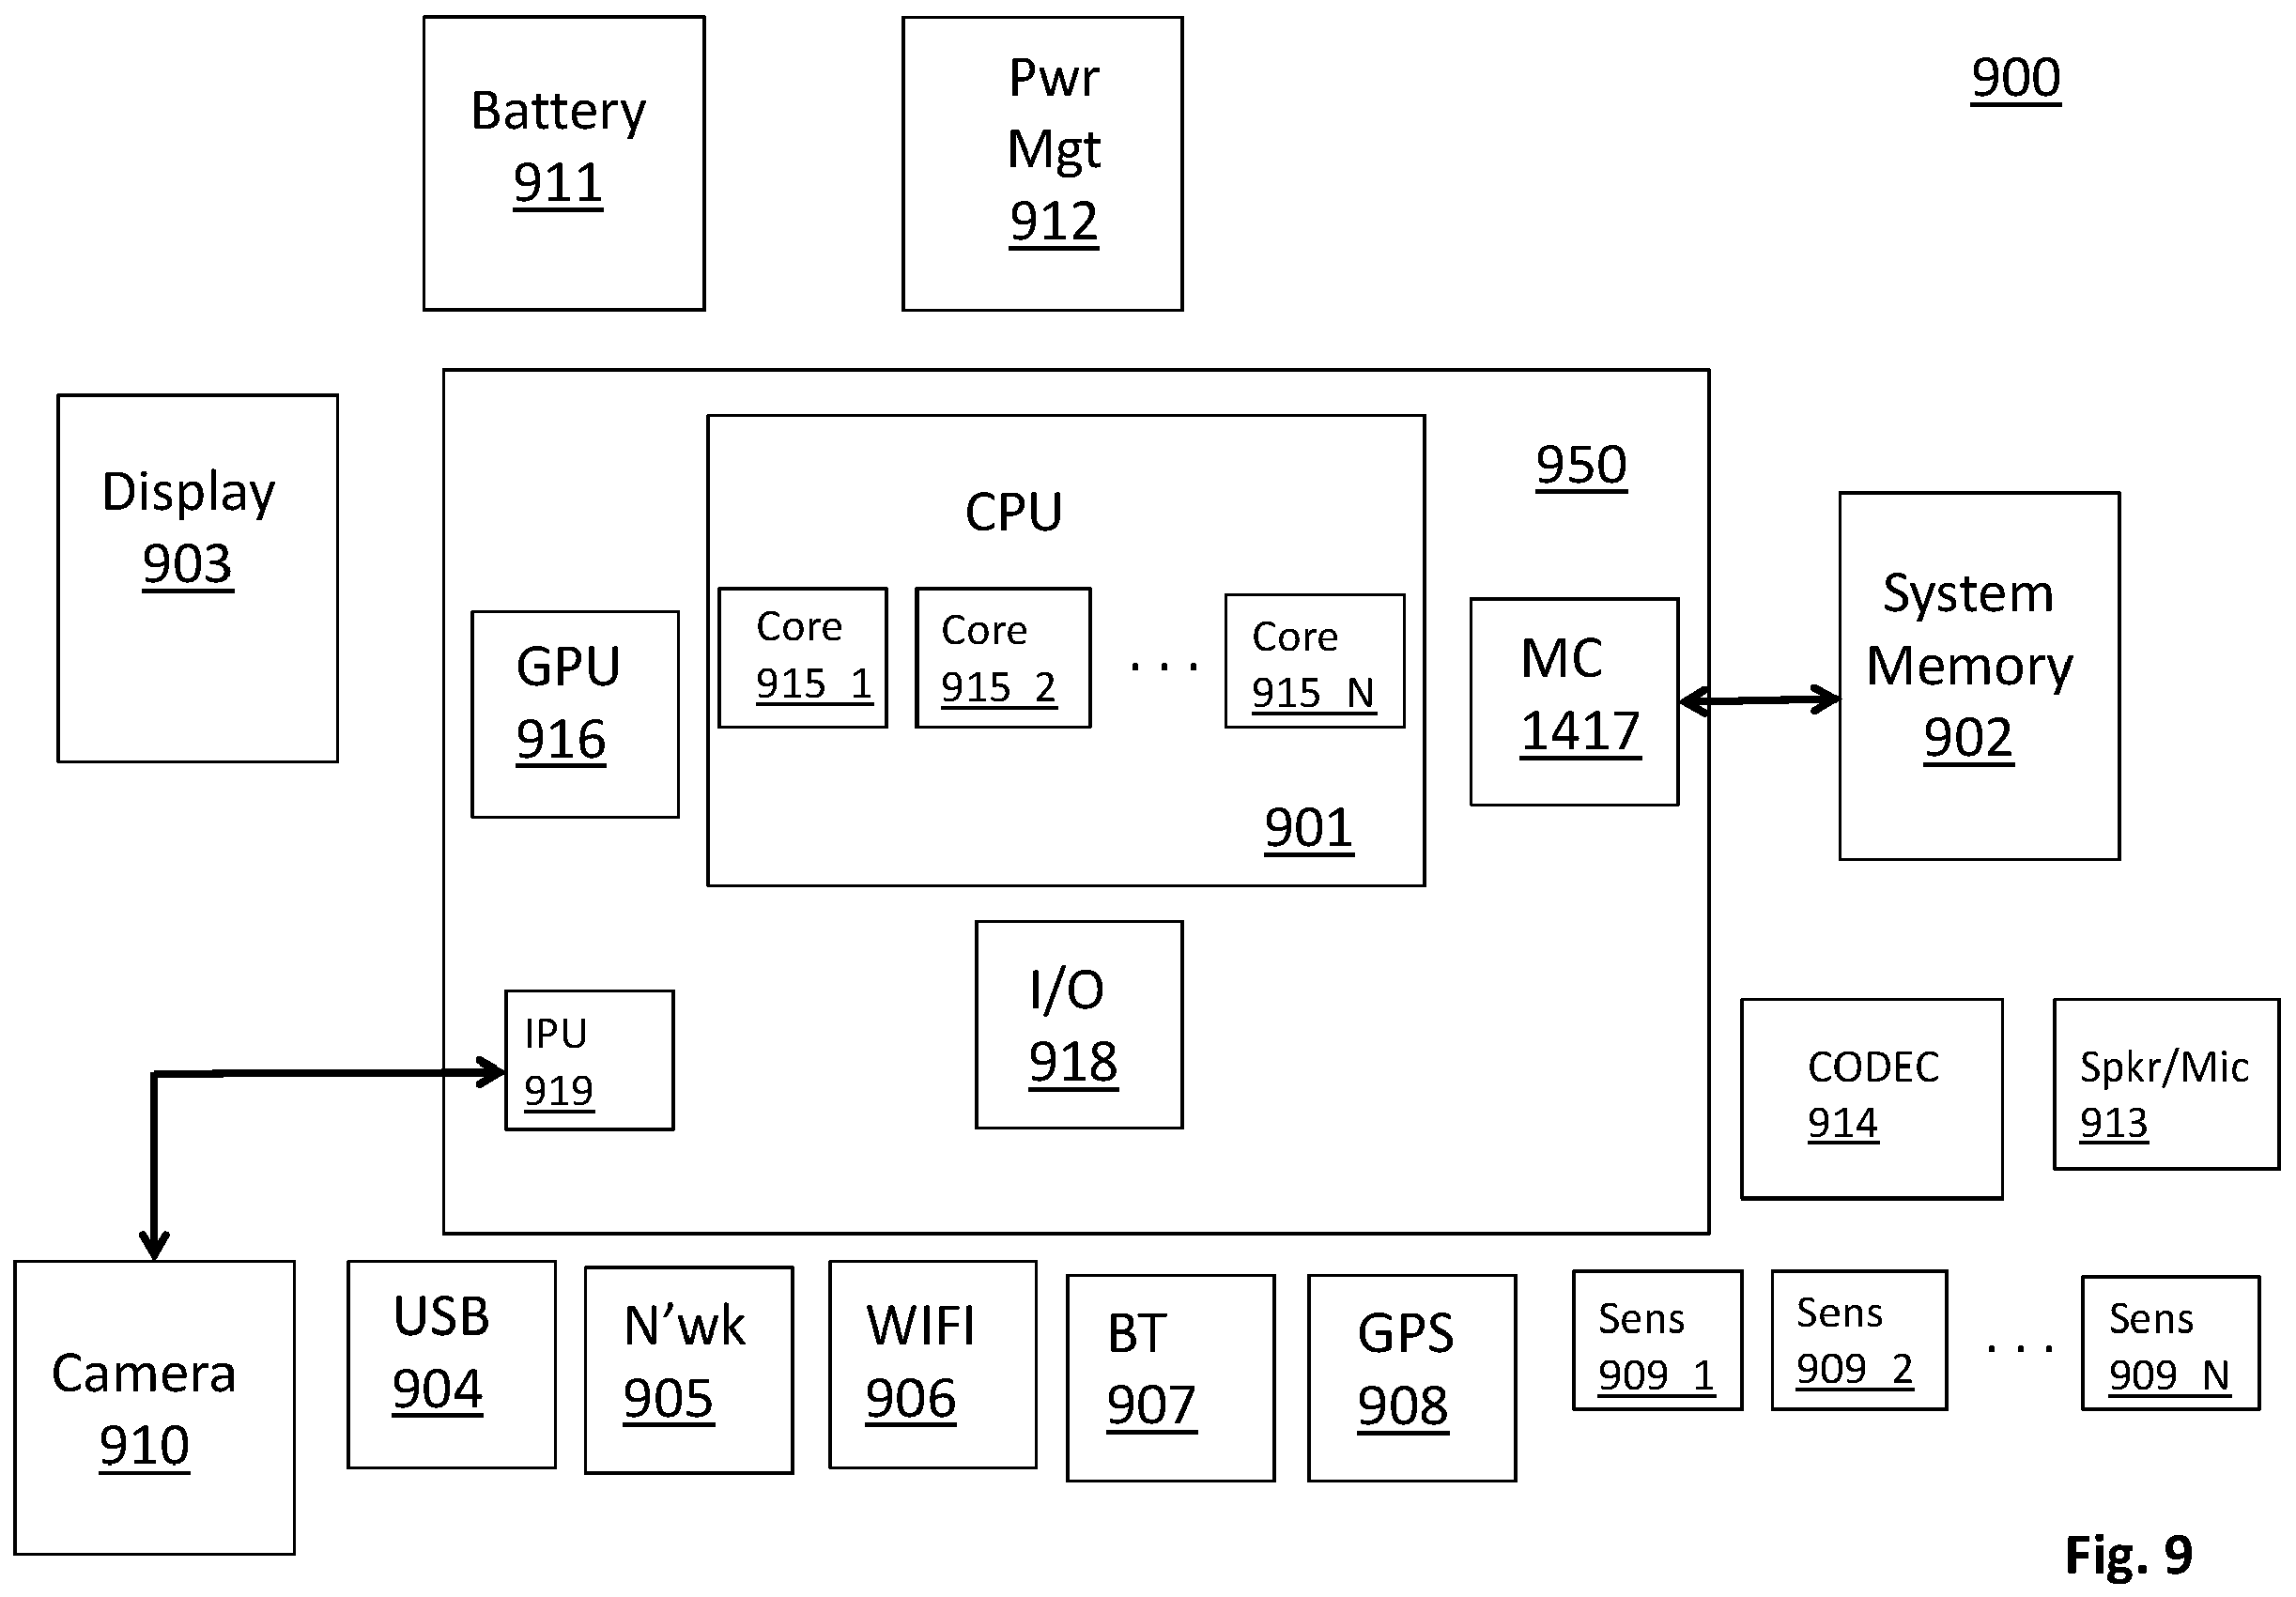 Battery
911
Pwr
Mgt
912
900
Display
903
950
CPU
Core
915_1
Core
915_2
. . .
Core
915_N
901
GPU
916
MC
1417
System
Memory
902
I/O
918
IPU
919
CODEC
914
Spkr/Mic
913
Camera
910
USB
904
N’wk
905
WIFI
906
BT
907
GPS
908
Sens
909_1
Sens
909_2
. . .
Sens
909_N
Fig. 9